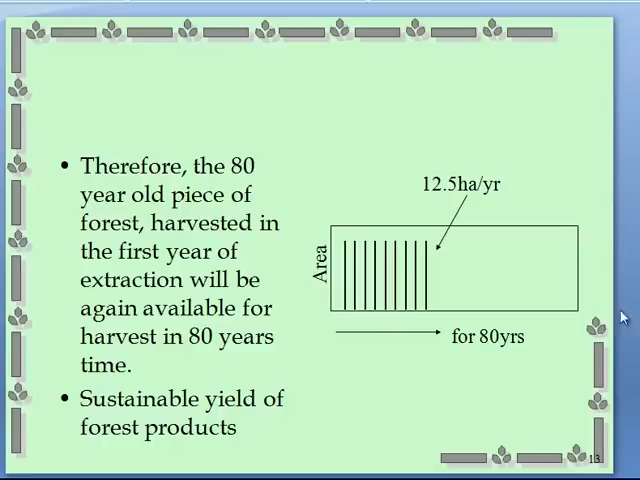 • Therefore, the 80
year old piece of
forest, harvested in
the first year of
extraction will be
again available for
harvest in 80 years
time.
• Sustainable yield of
forest products
12.5ha/yr
Area
for 80yrs
13